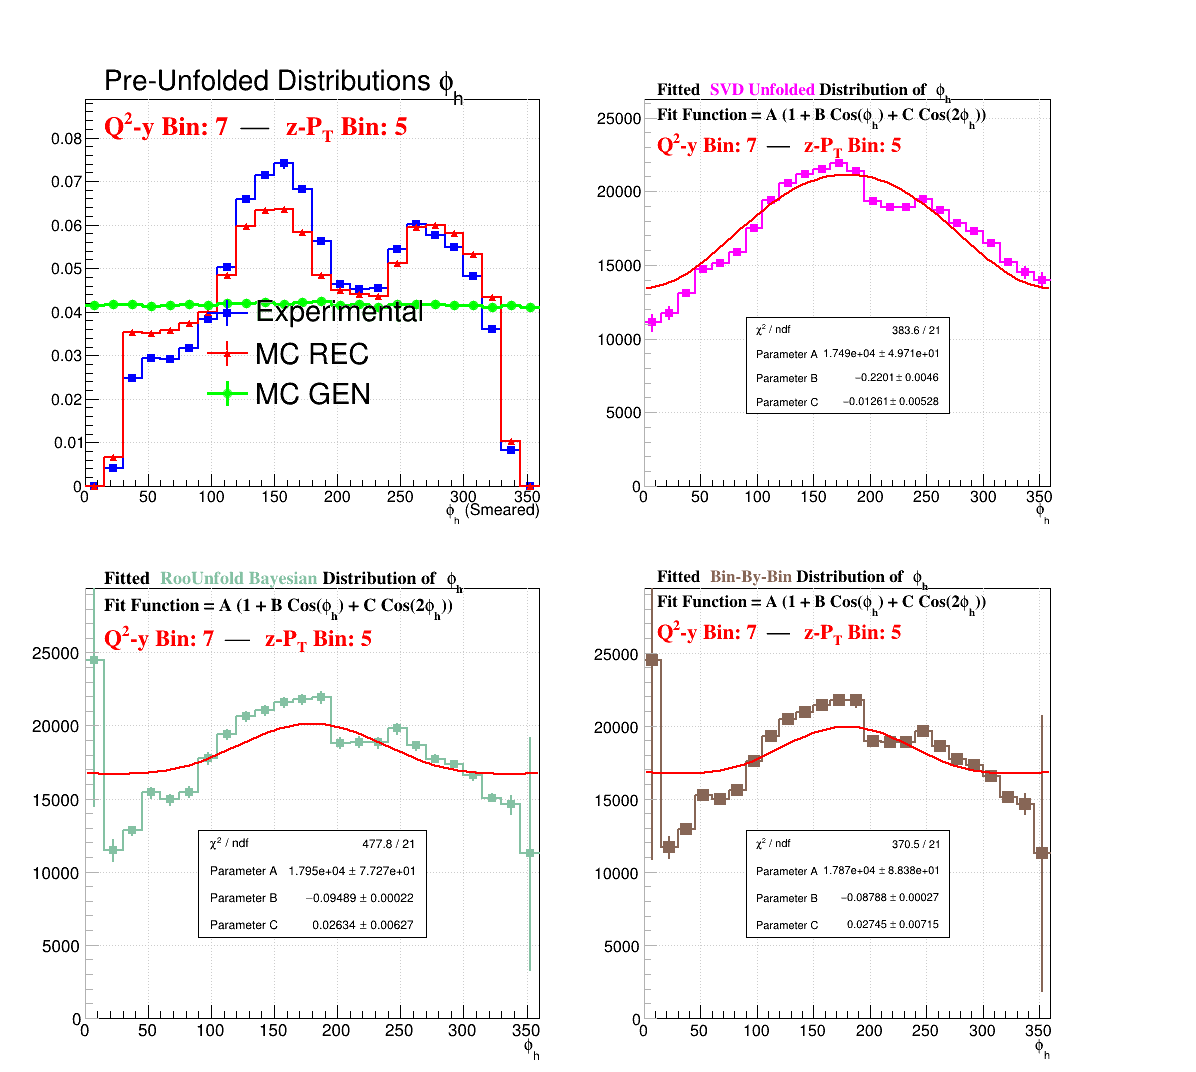 Pre-Unfolded Distributions ϕh
Q²-y Bin: 7 — z-PT Bin: 5
0.08
0.07
0.06
0.05
0.04
0.03
0.02
0.01
0
Experimental
MC REC
MC GEN
0 50 100 150 200 250 300 350
ϕh (Smeared)
Fitted SVD Unfolded Distribution of ϕh
Fit Function = A (1 + B Cos(ϕh) + C Cos(2ϕh))
Q²-y Bin: 7 — z-PT Bin: 5
25000
20000
15000
10000
5000
0
χ² / ndf 383.6 / 21
Parameter A 1.749e+04 ± 4.971e+01
Parameter B −0.2201 ± 0.0046
Parameter C −0.01261 ± 0.00528
0 50 100 150 200 250 300 350
ϕh
Fitted RooUnfold Bayesian Distribution of ϕh
Fit Function = A (1 + B Cos(ϕh) + C Cos(2ϕh))
Q²-y Bin: 7 — z-PT Bin: 5
25000
20000
15000
10000
5000
0
χ² / ndf 477.8 / 21
Parameter A 1.795e+04 ± 7.727e+01
Parameter B −0.09489 ± 0.00022
Parameter C 0.02634 ± 0.00627
0 50 100 150 200 250 300 350
ϕh
Fitted Bin-By-Bin Distribution of ϕh
Fit Function = A (1 + B Cos(ϕh) + C Cos(2ϕh))
Q²-y Bin: 7 — z-PT Bin: 5
25000
20000
15000
10000
5000
0
χ² / ndf 370.5 / 21
Parameter A 1.787e+04 ± 8.838e+01
Parameter B −0.08788 ± 0.00027
Parameter C 0.02745 ± 0.00715
0 50 100 150 200 250 300 350
ϕh